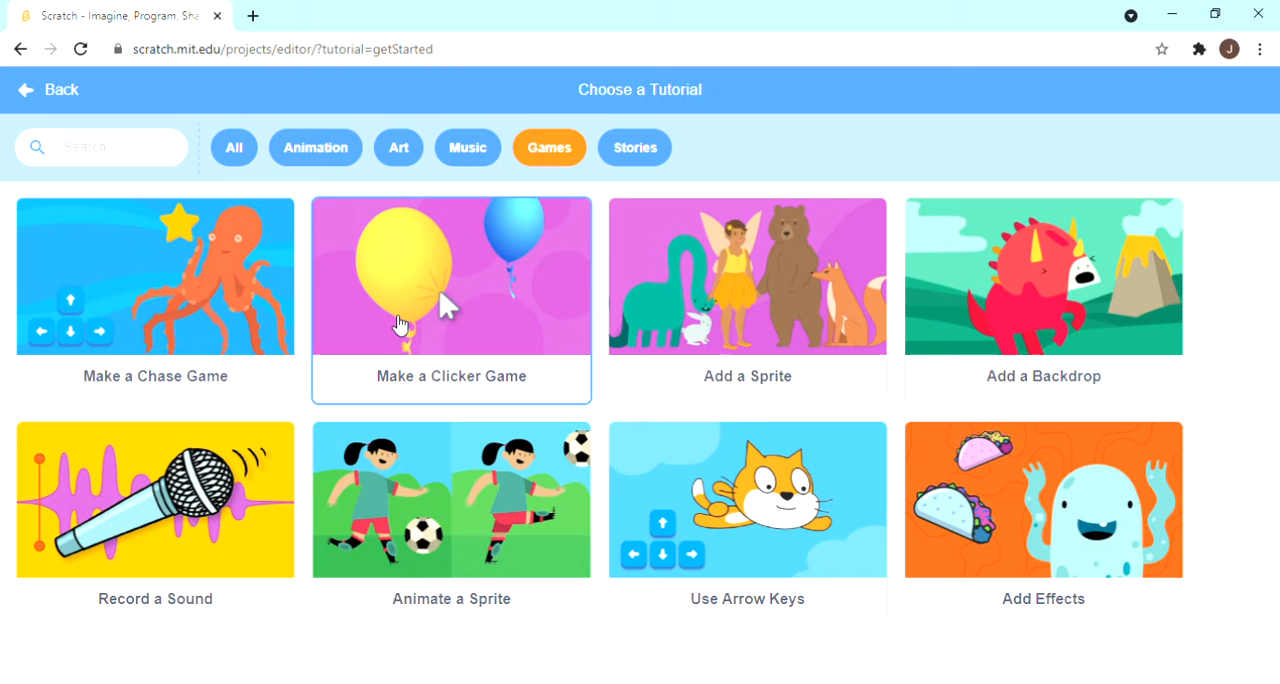 Scratch - Imagine, Program, Sha
scratch.mit.edu/projects/editor/?tutorial=getStarted
J
Back
Choose a Tutorial
Search
All
Animation
Art
Music
Games
Stories
Make a Chase Game
Make a Clicker Game
Add a Sprite
Add a Backdrop
Record a Sound
Animate a Sprite
Use Arrow Keys
Add Effects